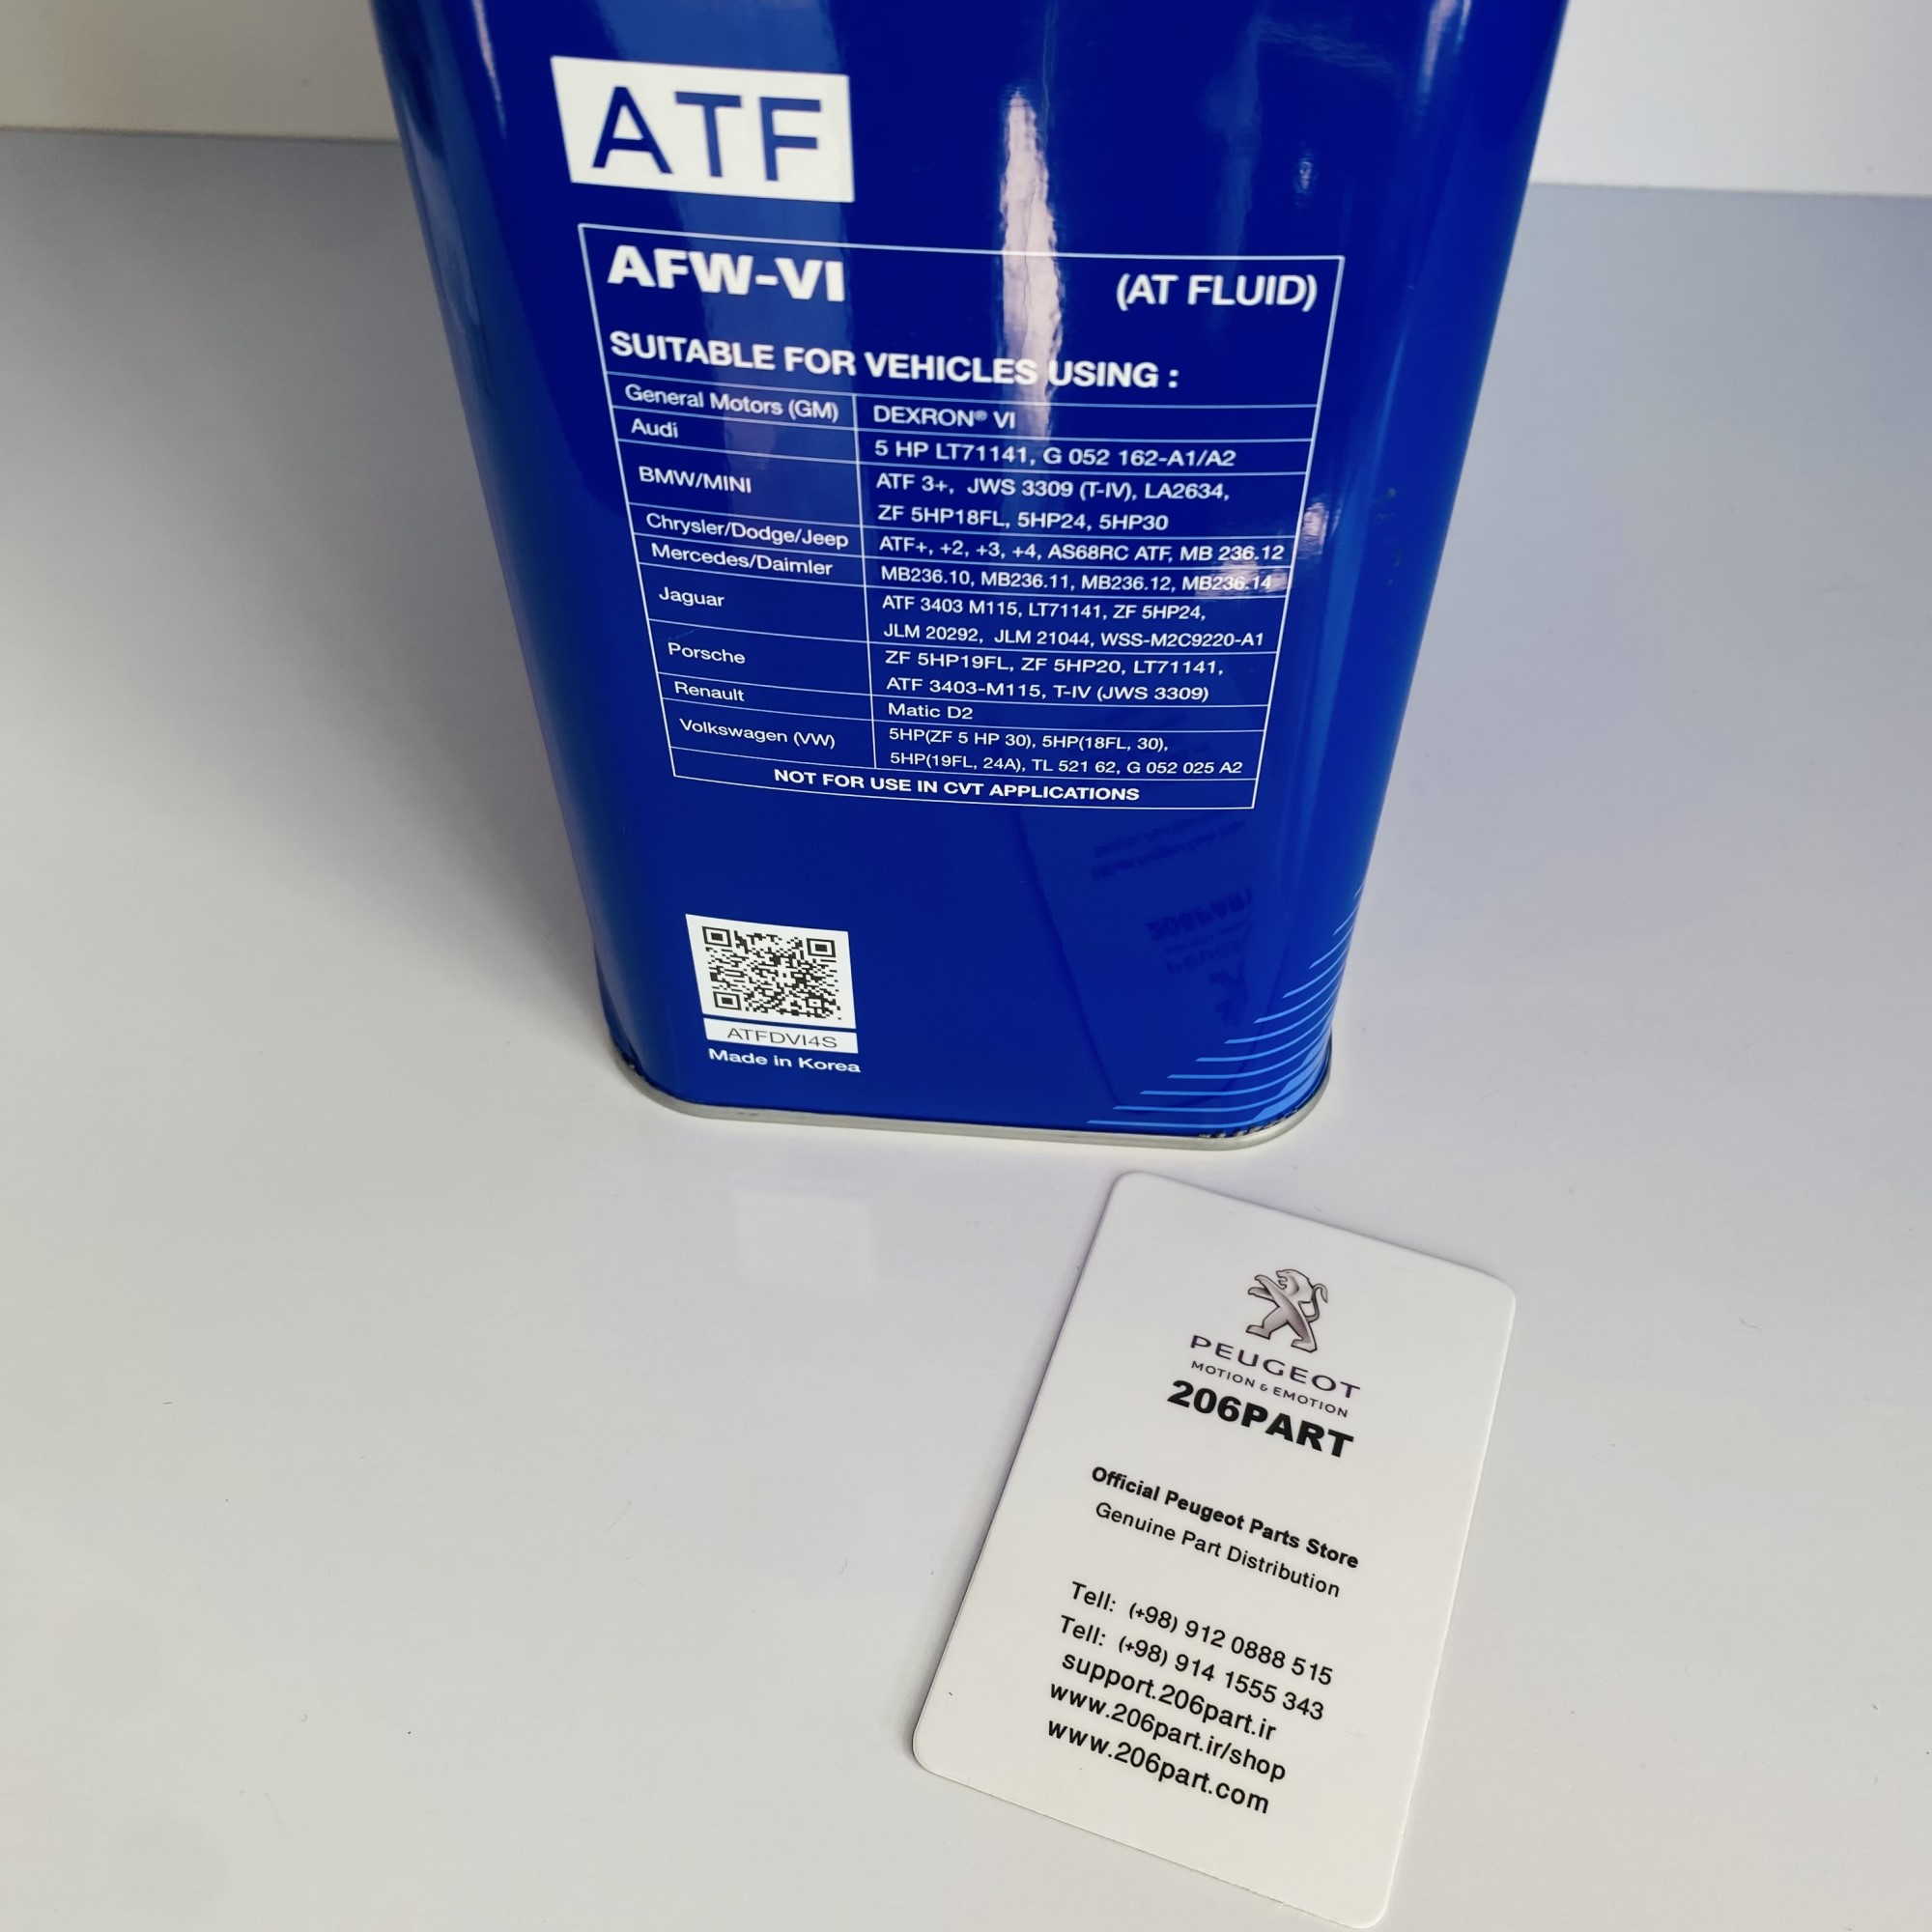 ATF
AFW-VI (AT FLUID)
SUITABLE FOR VEHICLES USING :
General Motors (GM) DEXRON® VI
Audi 5 HP LT71141, G 052 162-A1/A2
BMW/MINI ATF 3+, JWS 3309 (T-IV), LA2634,
ZF 5HP18FL, 5HP24, 5HP30
Chrysler/Dodge/Jeep ATF+, +2, +3, +4, AS68RC ATF, MB 236.12
Mercedes/Daimler MB236.10, MB236.11, MB236.12, MB236.14
Jaguar ATF 3403 M115, LT71141, ZF 5HP24,
JLM 20292, JLM 21044, WSS-M2C9220-A1
Porsche ZF 5HP19FL, ZF 5HP20, LT71141,
ATF 3403-M115, T-IV (JWS 3309)
Renault Matic D2
Volkswagen (VW) 5HP(ZF 5 HP 30), 5HP(18FL, 30),
5HP(19FL, 24A), TL 521 62, G 052 025 A2
NOT FOR USE IN CVT APPLICATIONS
ATFDVI4S
Made in Korea
PEUGEOT
MOTION & EMOTION
206PART
Official Peugeot Parts Store
Genuine Part Distribution
Tell: (+98) 912 0888 515
Tell: (+98) 914 1555 343
support.206part.ir
www.206part.ir/shop
www.206part.com